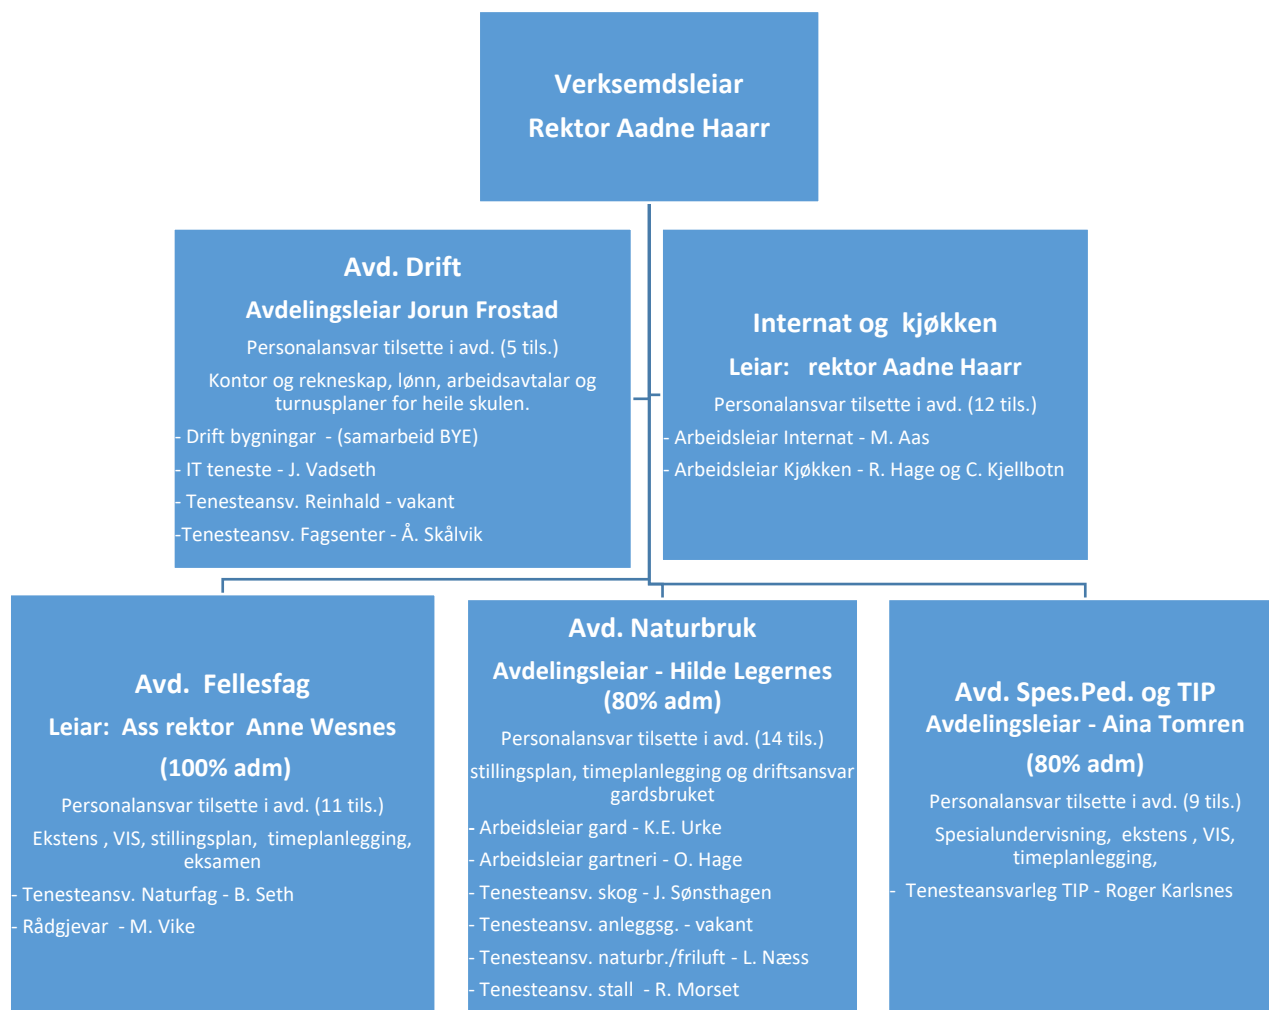 Verksemdsleiar
Rektor Aadne Haarr
Avd. Drift
Avdelingsleiar Jorun Frostad
Personalansvar tilsette i avd. (5 tils.)
Kontor og rekneskap, lønn, arbeidsavtalar og
turnusplaner for heile skulen.
- Drift bygningar - (samarbeid BYE)
- IT teneste - J. Vadseth
- Tenesteansv. Reinhald - vakant
-Tenesteansv. Fagsenter - Å. Skålvik
Internat og kjøkken
Leiar: rektor Aadne Haarr
Personalansvar tilsette i avd. (12 tils.)
- Arbeidsleiar Internat - M. Aas
- Arbeidsleiar Kjøkken - R. Hage og C. Kjellbotn
Avd. Fellesfag
Leiar: Ass rektor Anne Wesnes
(100% adm)
Personalansvar tilsette i avd. (11 tils.)
Ekstens , VIS, stillingsplan, timeplanlegging,
eksamen
- Tenesteansv. Naturfag - B. Seth
- Rådgjevar - M. Vike
Avd. Naturbruk
Avdelingsleiar - Hilde Legernes
(80% adm)
Personalansvar tilsette i avd. (14 tils.)
stillingsplan, timeplanlegging og driftsansvar
gardsbruket
- Arbeidsleiar gard - K.E. Urke
- Arbeidsleiar gartneri - O. Hage
- Tenesteansv. skog - J. Sønsthagen
- Tenesteansv. anleggsg. - vakant
- Tenesteansv. naturbr./friluft - L. Næss
- Tenesteansv. stall - R. Morset
Avd. Spes.Ped. og TIP
Avdelingsleiar - Aina Tomren
(80% adm)
Personalansvar tilsette i avd. (9 tils.)
Spesialundervisning, ekstens , VIS,
timeplanlegging,
- Tenesteansvarleg TIP - Roger Karlsnes